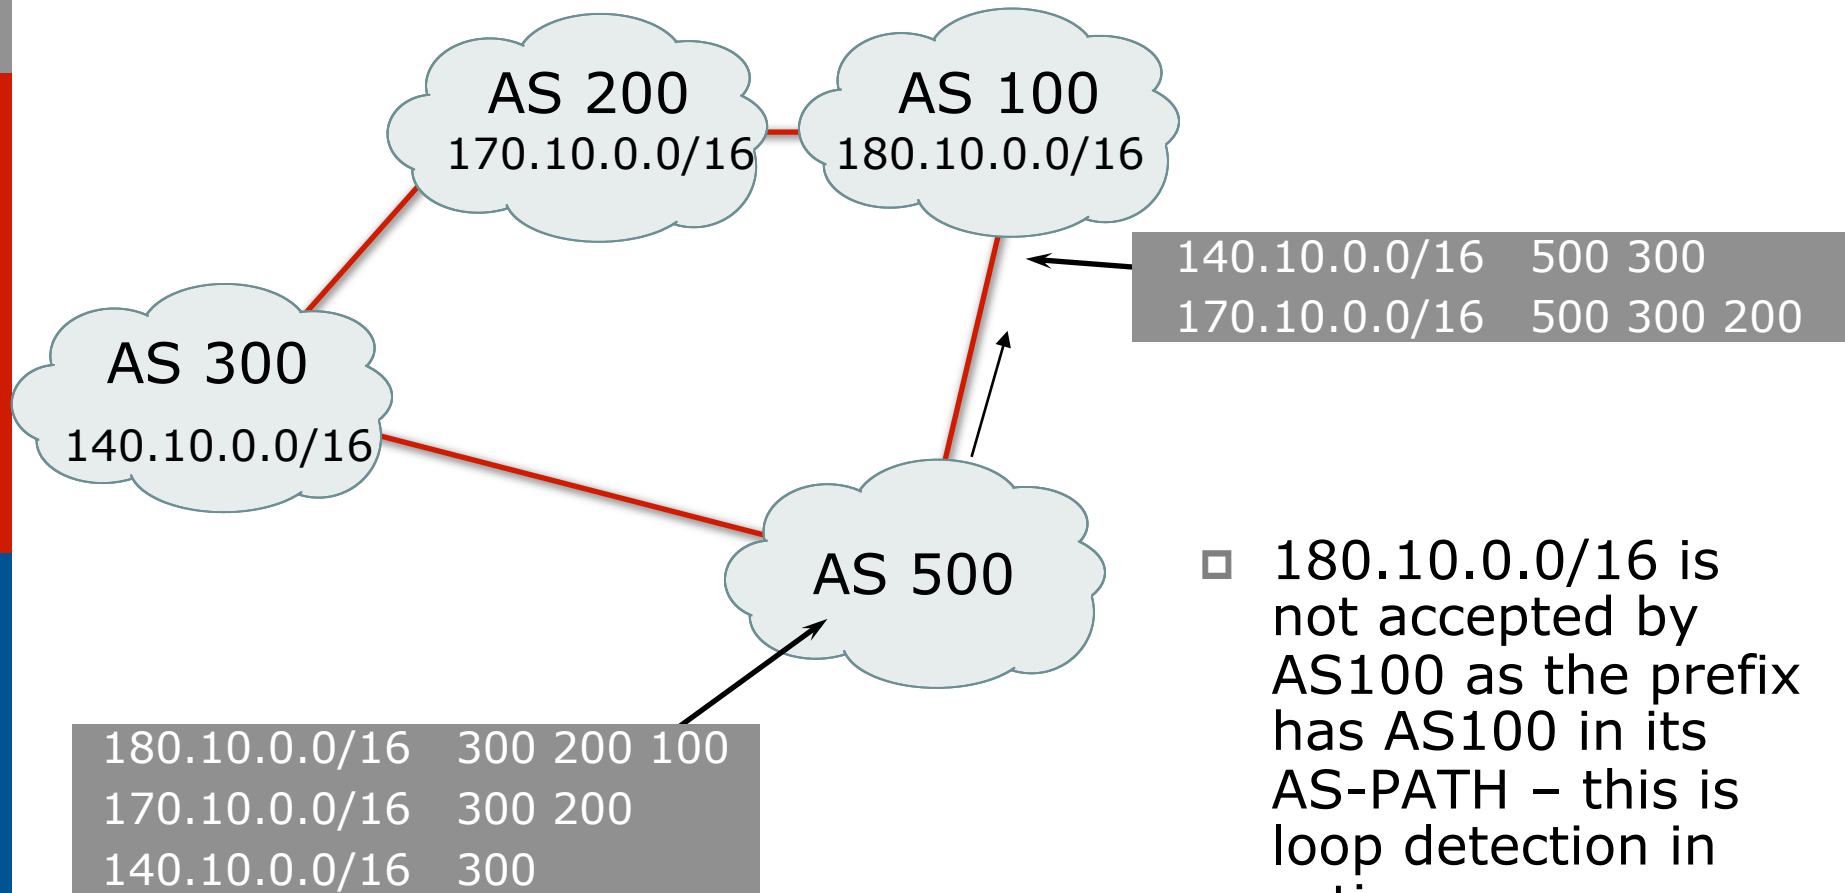 AS 200
170.10.0.0/16
AS 100
180.10.0.0/16
140.10.0.0/16 500 300
170.10.0.0/16 500 300 200
AS 300
140.10.0.0/16
AS 500
180.10.0.0/16 is
not accepted by
AS100 as the prefix
has AS100 in its
AS-PATH – this is
loop detection in
180.10.0.0/16 300 200 100
170.10.0.0/16 300 200
140.10.0.0/16 300